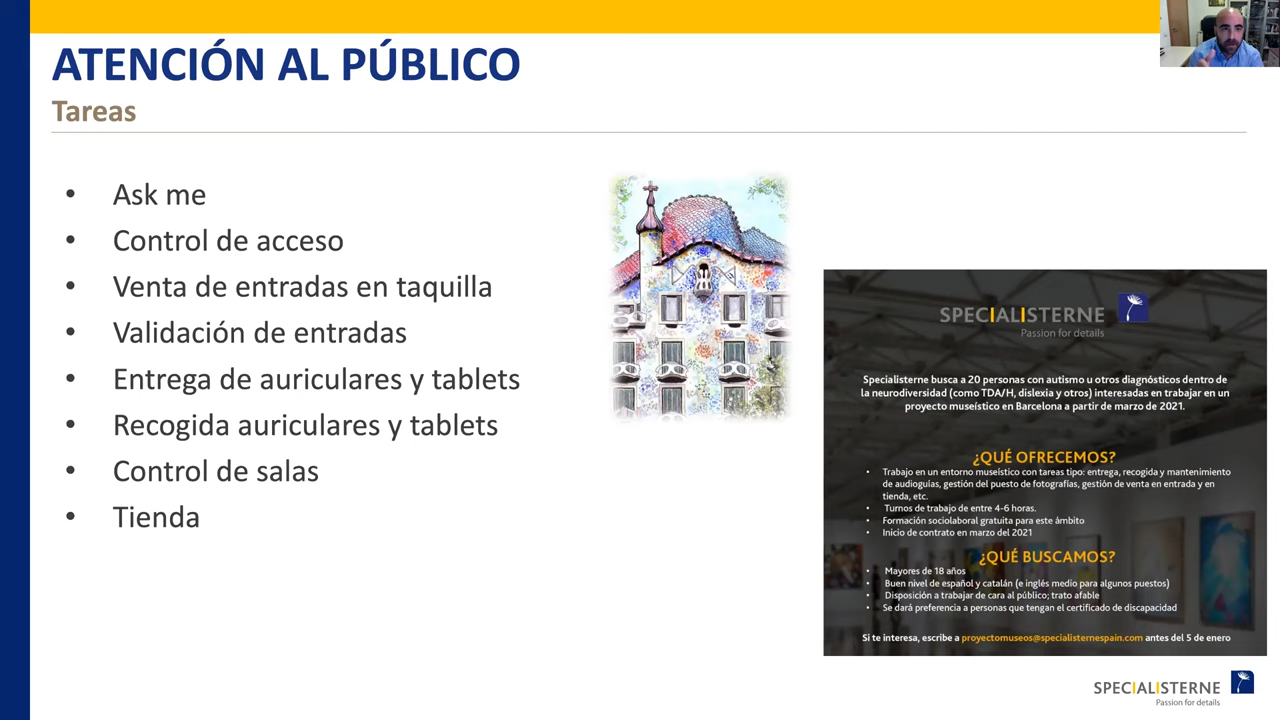 ATENCIÓN AL PÚBLICO
Tareas
• Ask me
• Control de acceso
• Venta de entradas en taquilla
• Validación de entradas
• Entrega de auriculares y tablets
• Recogida auriculares y tablets
• Control de salas
• Tienda
SPECIALISTERNE
Passion for details
Specialisterne busca a 20 personas con autismo u otros diagnósticos dentro de
la neurodiversidad (como TDA/H, dislexia y otros) interesadas en trabajar en un
proyecto museístico en Barcelona a partir de marzo de 2021.
¿QUÉ OFRECEMOS?
• Trabajo en un entorno museístico con tareas tipo: entrega, recogida y mantenimiento
de audioguías, gestión del puesto de fotografías, gestión de venta en entrada y en
tienda, etc.
• Turnos de trabajo de entre 4-6 horas.
• Formación sociolaboral gratuita para este ámbito
• Inicio de contrato en marzo del 2021
¿QUÉ BUSCAMOS?
• Mayores de 18 años
• Buen nivel de español y catalán (e inglés medio para algunos puestos)
• Disposición a trabajar de cara al público; trato afable
• Se dará preferencia a personas que tengan el certificado de discapacidad
Si te interesa, escribe a proyectomuseos@specialisternespain.com antes del 5 de enero
SPECIALISTERNE
Passion for details